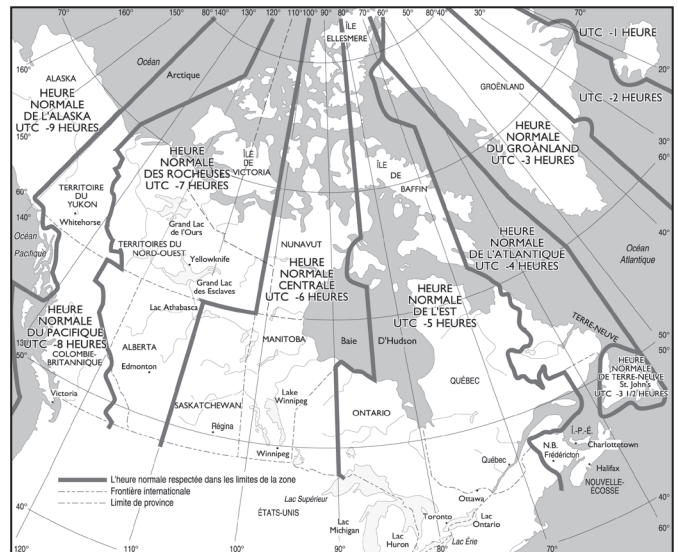 70° 160° 150° 80° 140° 130° 120° 110° 100° 90° 80° 70° 60° 50° 80° 40° 30° 20°
ÎLE
ELLESMERE
UTC -1 HEURE
UTC -2 HEURES
160°
ALASKA
HEURE
NORMALE
DE L'ALASKA
UTC -9 HEURES
150°
Océan
Arctique
GROËNLAND
HEURE
NORMALE
DU GROÀNLAND
UTC -3 HEURES
20°
30°
60°
HEURE
NORMALE
DES ROCHEUSES
UTC -7 HEURES
ÎLE
DE
VICTORIA
ÎLE
DE
BAFFIN
60°
140°
TERRITOIRE
DU
YUKON
Whitehorse
Océan
Pacifique
Grand Lac
de l'Ours
TERRITOIRES DU
NORD-OUEST
Yellowknife
Grand Lac
des Esclaves
NUNAVUT
HEURE
NORMALE
CENTRALE
UTC -6 HEURES
HEURE
NORMALE
DE L'ATLANTIQUE
UTC -4 HEURES
40°
Océan
Atlantique
HEURE
NORMALE
DE L'EST
UTC -5 HEURES
HEURE
NORMALE
DU PACIFIQUE
UTC -8 HEURES
COLOMBIE-
BRITANNIQUE
50°
Lac Athabasca
ALBERTA
Edmonton
MANITOBA
Baie
D'Hudson
TERRE-NEUVE
50°
50°
HEURE
NORMALE
DE TERRE-NEUVE
St. John's
UTC -3 1/2 HEURES
Victoria
SASKATCHEWAN
Régina
Lake
Winnipeg
Winnipeg
ONTARIO
QUÉBEC
Î.-P.-É.
Charlottetown
N.B.
Frédéricton
Halifax
NOUVELLE-
ÉCOSSE
Québec
Ottawa
Toronto
Lac
Ontario
Lac Érie
Lac Supérieur
Lac
Michigan
Lac
Huron
ÉTATS-UNIS
L'heure normale respectée dans les limites de la zone
Frontière internationale
Limite de province
40°
40°
60°
120° 110° 100° 90° 80° 70°